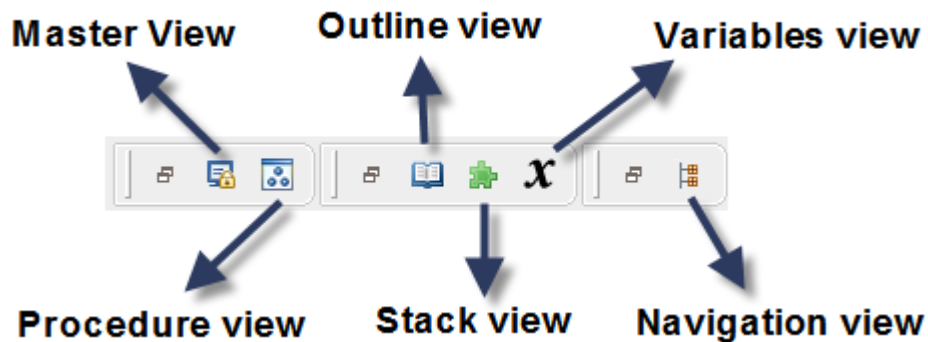 Master View
Outline view
Variables view
x
Procedure view
Stack view
Navigation view